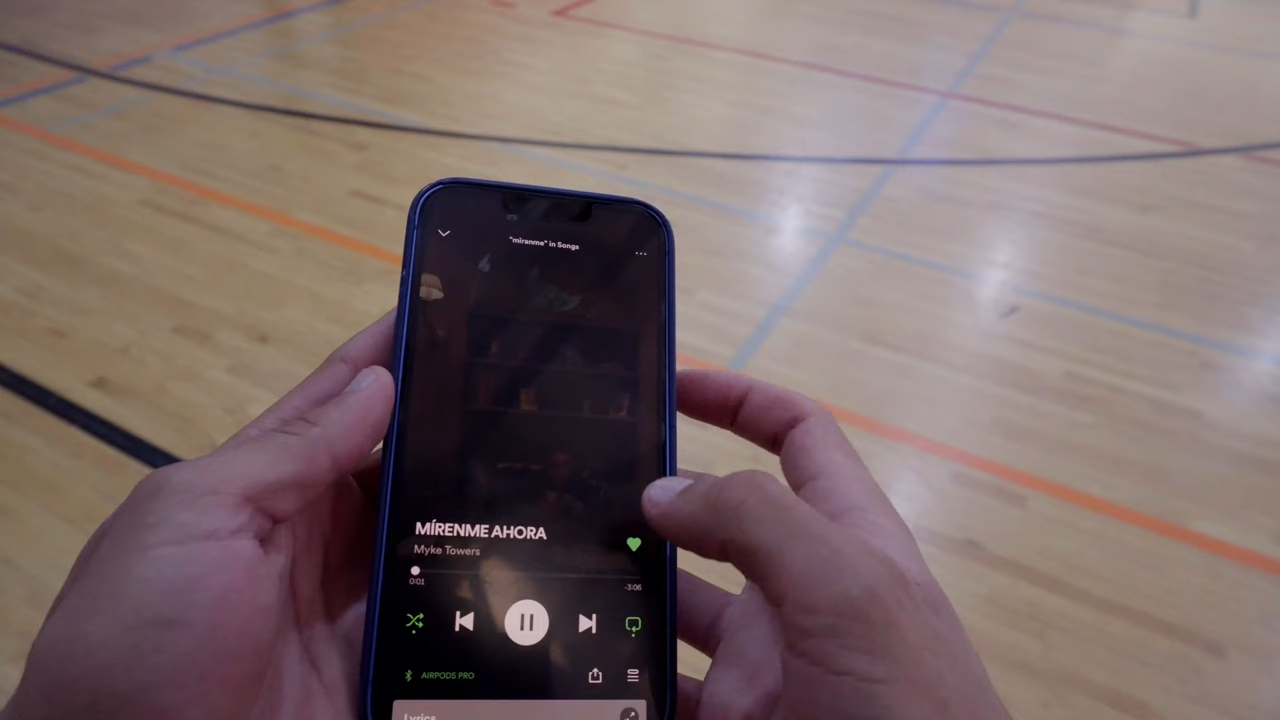 "miranme" in Songs
MÍRENME AHORA
Myke Towers
0:01
-3:06
AIRPODS PRO
Lyrics